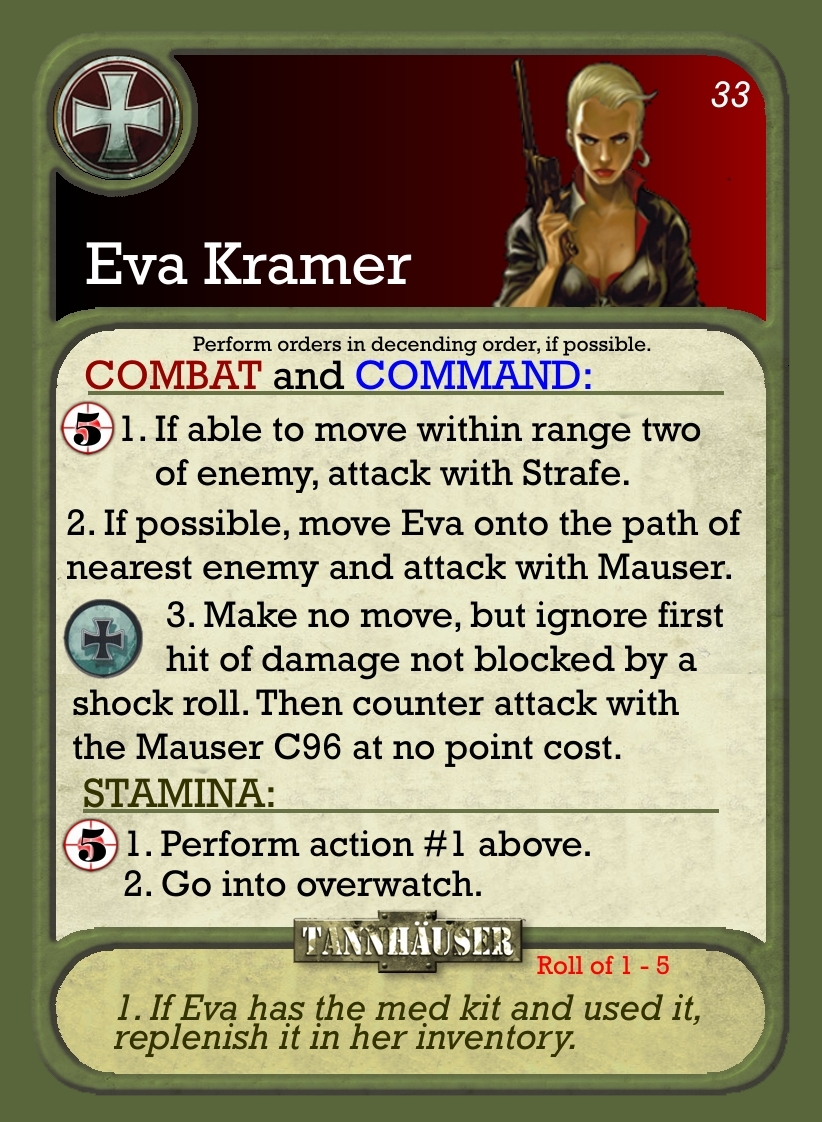 33
Eva Kramer
Perform orders in decending order, if possible.
COMBAT and COMMAND:
5 1. If able to move within range two
of enemy, attack with Strafe.
2. If possible, move Eva onto the path of
nearest enemy and attack with Mauser.
3. Make no move, but ignore first
hit of damage not blocked by a
shock roll. Then counter attack with
the Mauser C96 at no point cost.
STAMINA:
5 1. Perform action #1 above.
2. Go into overwatch.
TANNHÄUSER
Roll of 1 - 5
1. If Eva has the med kit and used it,
replenish it in her inventory.